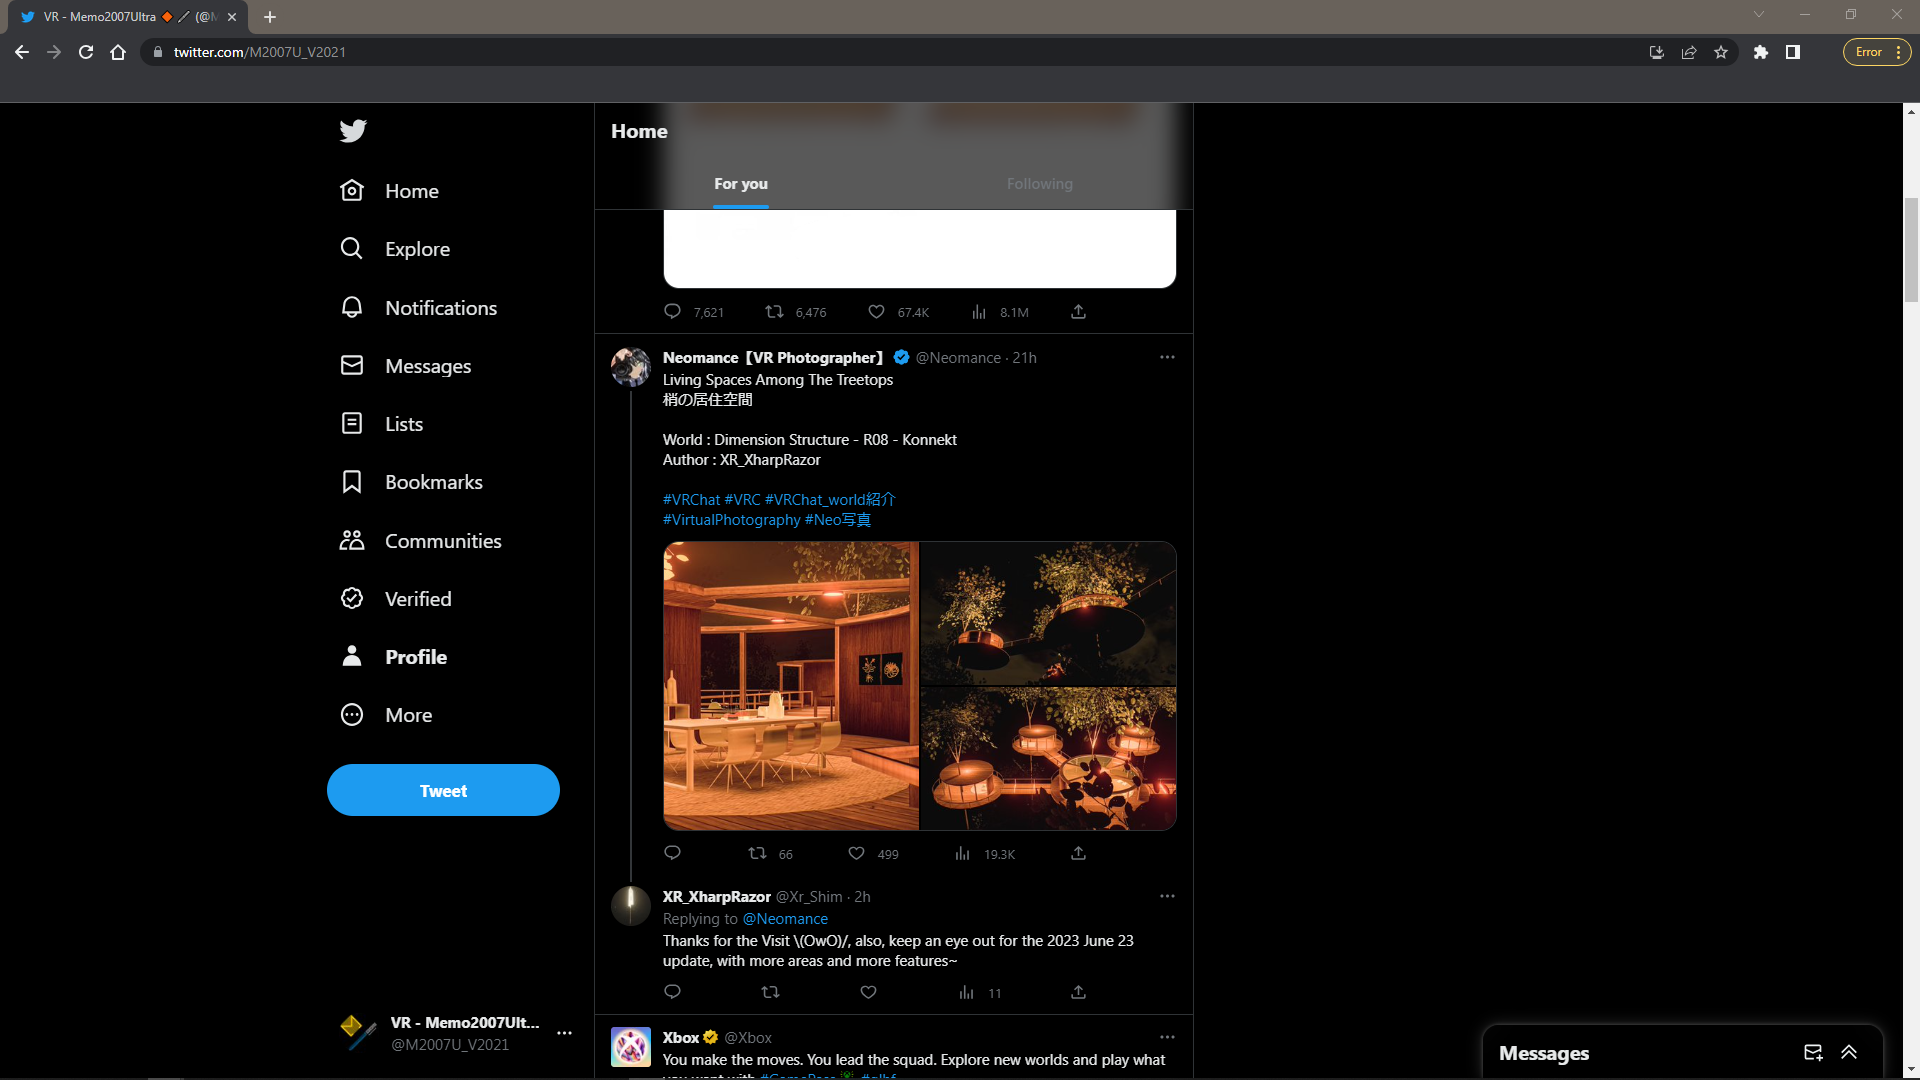 VR - Memo2007Ultra 🔶 🗡 (@M
twitter.com/M2007U_V2021
Error
Home
For you
Following
Home
Explore
Notifications
Messages
Lists
Bookmarks
Communities
Verified
Profile
More
Tweet
VR - Memo2007Ult...
@M2007U_V2021
7,621
6,476
67.4K
8.1M
Neomance【VR Photographer】 @Neomance · 21h
Living Spaces Among The Treetops
梢の居住空間
World : Dimension Structure - R08 - Konnekt
Author : XR_XharpRazor
#VRChat #VRC #VRChat_world紹介
#VirtualPhotography #Neo写真
66
499
19.3K
XR_XharpRazor @Xr_Shim · 2h
Replying to @Neomance
Thanks for the Visit \(OwO)/, also, keep an eye out for the 2023 June 23
update, with more areas and more features~
11
Xbox @Xbox
You make the moves. You lead the squad. Explore new worlds and play what
you want with #GamePass #glhf
Messages